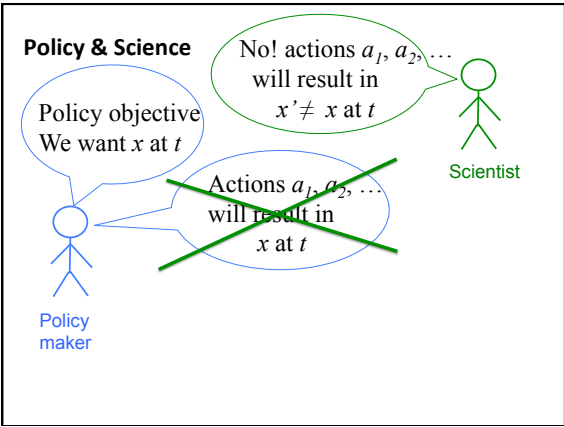 Policy & Science
No! actions a₁, a₂, …
will result in
x’≠ x at t
Scientist
Policy objective
We want x at t
Actions a₁, a₂, …
will result in
x at t
Policy
maker